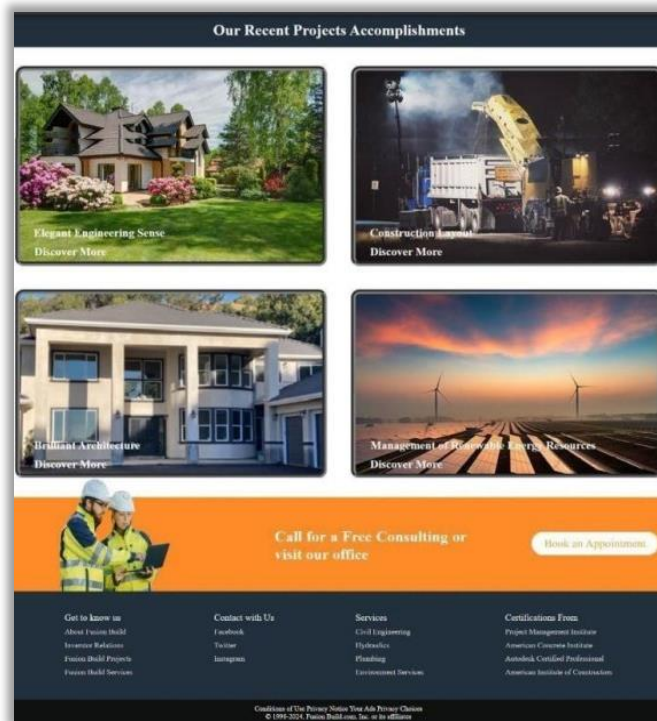 Our Recent Projects Accomplishments
Elegant Engineering Sense
Discover More
Construction Layout
Discover More
Brilliant Architecture
Discover More
Management of Renewable Energy Resources
Discover More
Call for a Free Consulting or
visit our office
Book an Appointment
Get to know us
About Fusion Build
Inventor Relations
Fusion Build Projects
Fusion Build Services
Contact with Us
Facebook
Twitter
Instagram
Services
Civil Engineering
Hydraulics
Plumbing
Environment Services
Certifications From
Project Management Institute
American Concrete Institute
Autodesk Certified Professional
American Institute of Constructors
Conditions of Use Privacy Notice Your Ads Privacy Choices
© 1996-2024, Fusion Build.com, Inc. or its affiliates